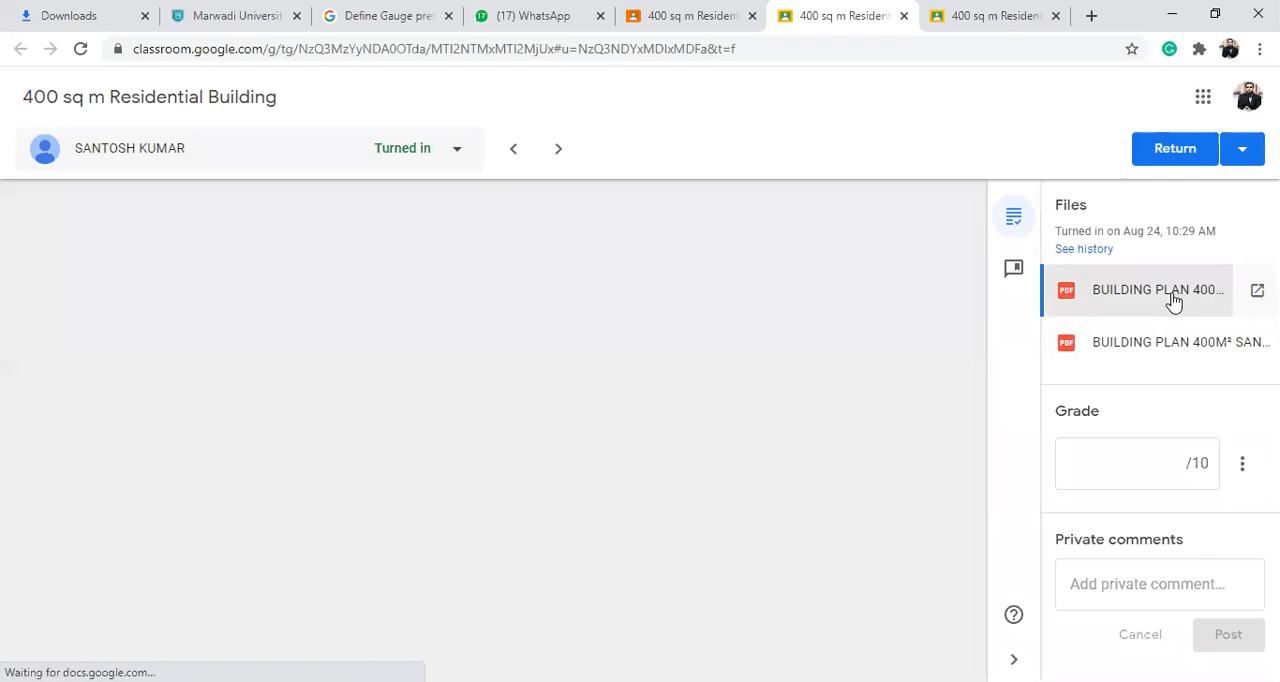 Downloads
Marwadi Universit
Define Gauge pre
(17) WhatsApp
400 sq m Resident
400 sq m Resident
400 sq m Resident
classroom.google.com/g/tg/NzQ3MzYyNDA0OTda/MTI2NTMxMTI2MjUx#u=NzQ3NDYxMDIxMDFa&t=f
400 sq m Residential Building
SANTOSH KUMAR
Turned in
Return
Files
Turned in on Aug 24, 10:29 AM
See history
PDF BUILDING PLAN 400...
PDF BUILDING PLAN 400M² SAN...
Grade
/10
Private comments
Add private comment...
Cancel
Post
Waiting for docs.google.com...